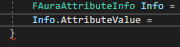 FAuraAttributeInfo Info =
Info.AttributeValue =
}